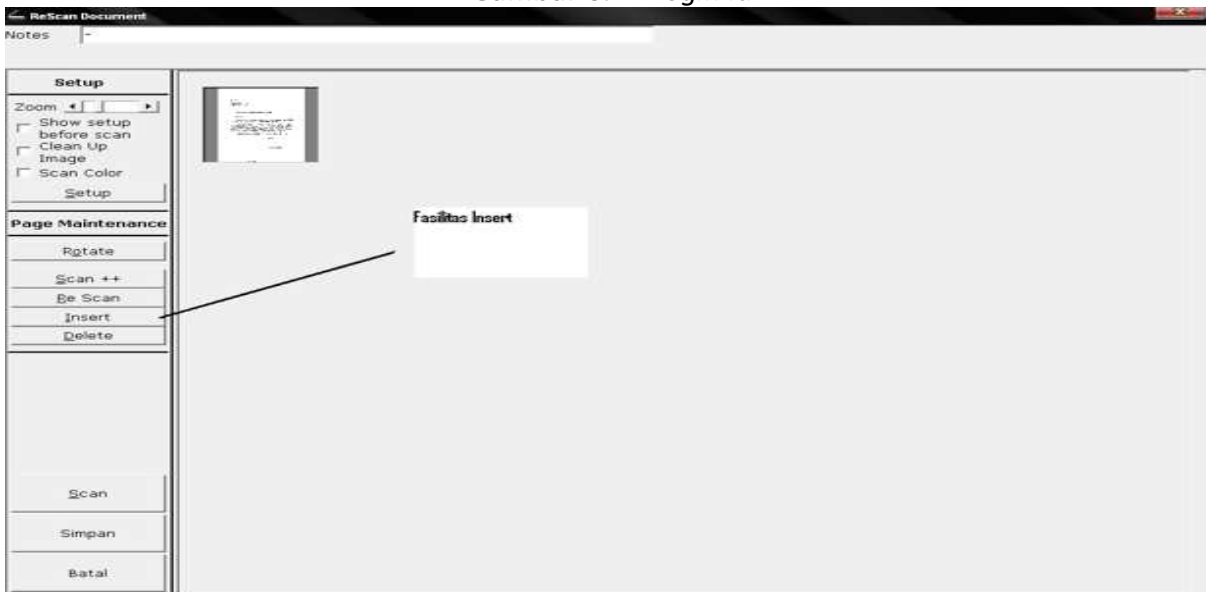 ReScan Document
Notes -
Setup
Zoom
Show setup
before scan
Clean Up
Image
Scan Color
Setup
Page Maintenance
Rotate
Scan ++
Re Scan
Insert
Delete
Fasilitas Insert
Scan
Simpan
Batal